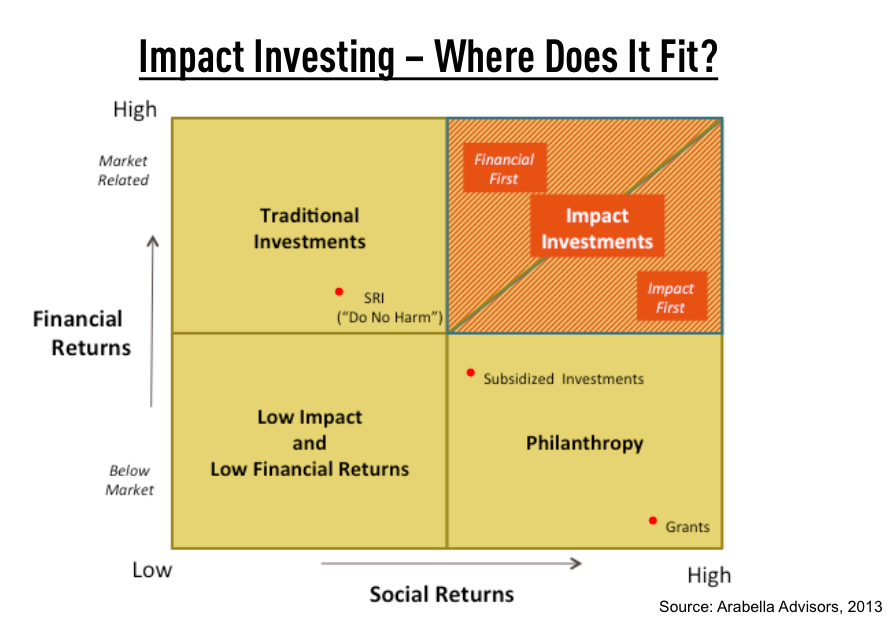 Impact Investing – Where Does It Fit?
High
Market
Related
Financial
First
Traditional
Investments
Impact
Investments
SRI
(“Do No Harm”)
Impact
First
Financial
Returns
Subsidized Investments
Low Impact
and
Low Financial Returns
Philanthropy
Below
Market
Grants
Low
High
Social Returns
Source: Arabella Advisors, 2013